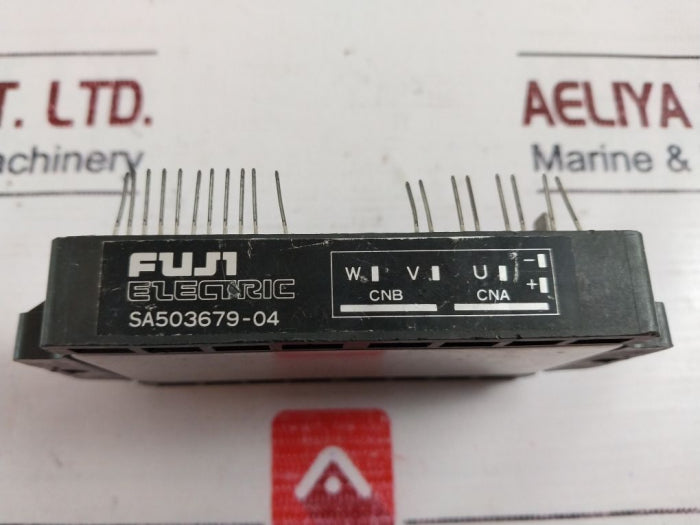 T. LTD.
AELIYA
achinery
Marine &
FUJI
ELECTRIC
SA503679-04
W V U - +
CNB CNA